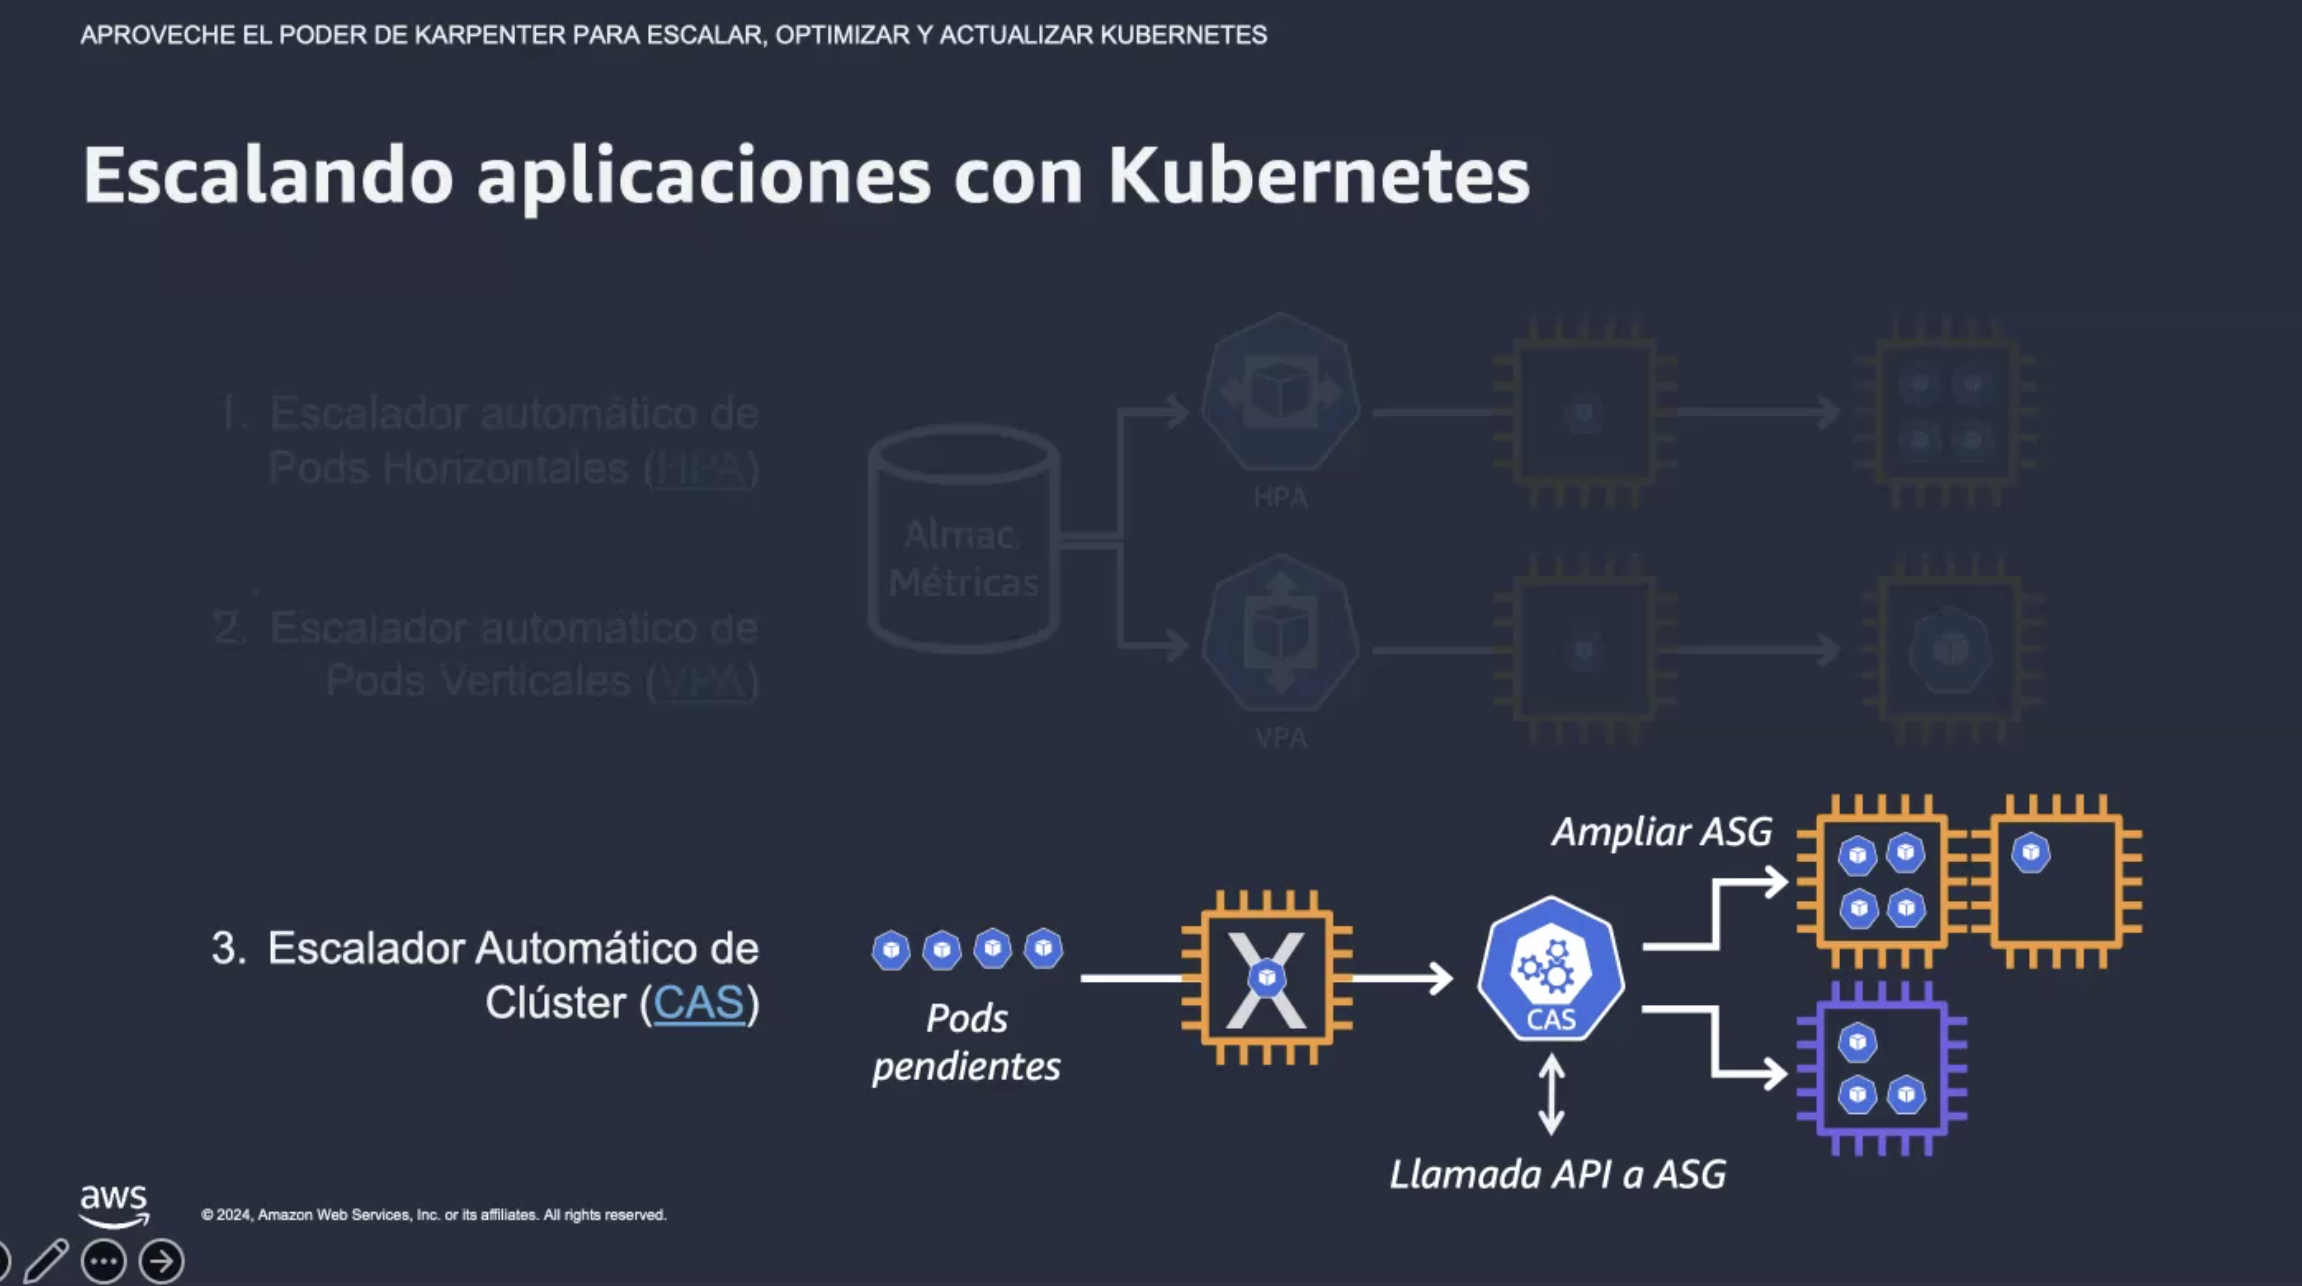 APROVECHE EL PODER DE KARPENTER PARA ESCALAR, OPTIMIZAR Y ACTUALIZAR KUBERNETES
Escalando aplicaciones con Kubernetes
1. Escalador automático de
Pods Horizontales (HPA)
2. Escalador automático de
Pods Verticales (VPA)
Almac.
Métricas
HPA
VPA
3. Escalador Automático de
Clúster (CAS)
Pods
pendientes
CAS
Ampliar ASG
Llamada API a ASG
aws
© 2024, Amazon Web Services, Inc. or its affiliates. All rights reserved.